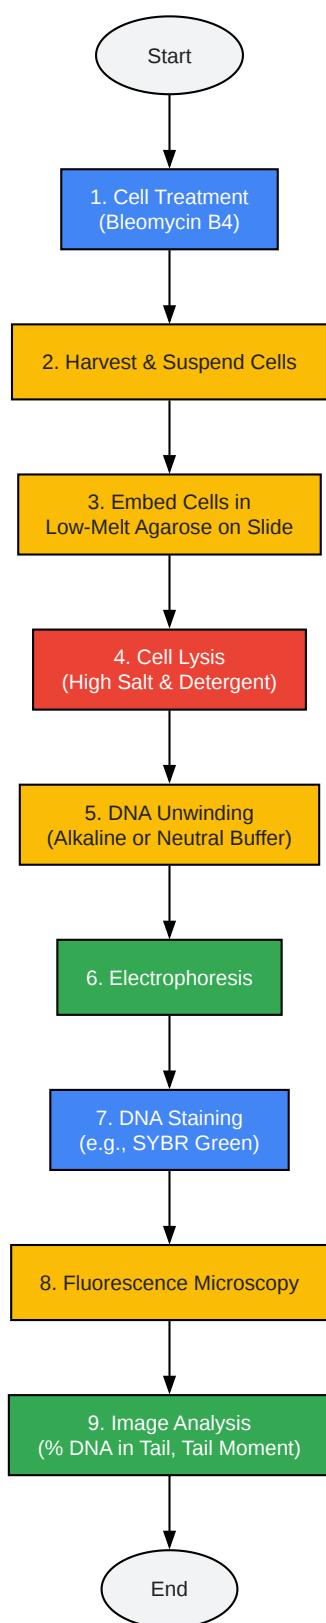 Start
1. Cell Treatment
(Bleomycin B4)
2. Harvest & Suspend Cells
3. Embed Cells in
Low-Melt Agarose on Slide
4. Cell Lysis
(High Salt & Detergent)
5. DNA Unwinding
(Alkaline or Neutral Buffer)
6. Electrophoresis
7. DNA Staining
(e.g., SYBR Green)
8. Fluorescence Microscopy
9. Image Analysis
(% DNA in Tail, Tail Moment)
End